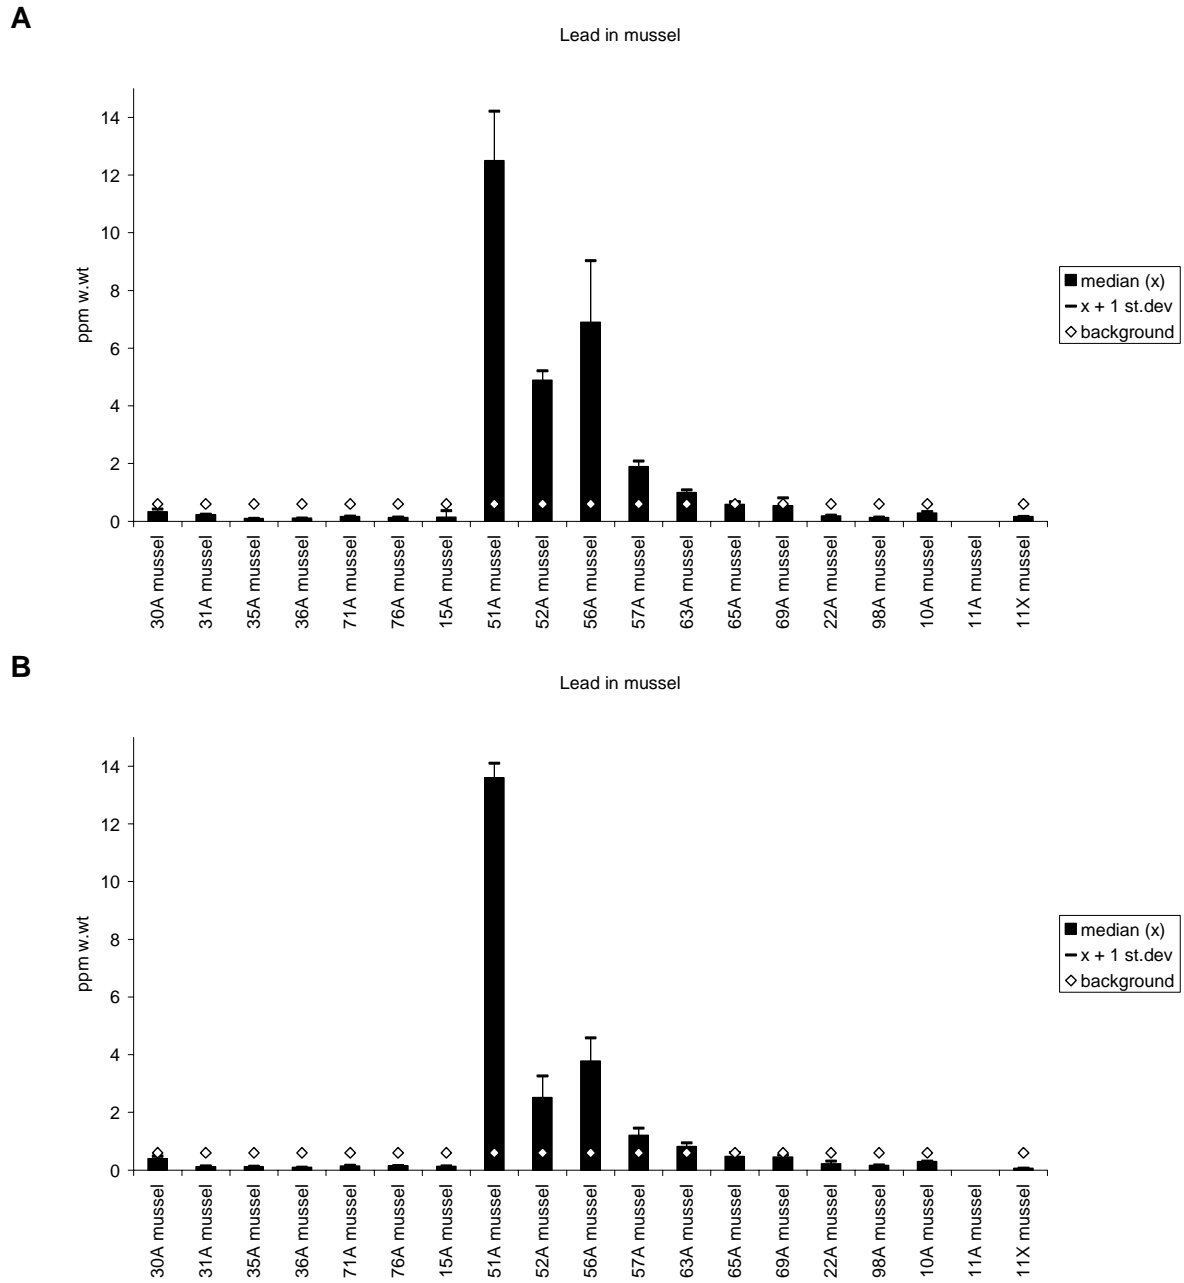 A
Lead in mussel
ppm w.wt
14
12
10
8
6
4
2
0
30A mussel
31A mussel
35A mussel
36A mussel
71A mussel
76A mussel
15A mussel
51A mussel
52A mussel
56A mussel
57A mussel
63A mussel
65A mussel
69A mussel
22A mussel
98A mussel
10A mussel
11A mussel
11X mussel
median (x)
x + 1 st.dev
background
B
Lead in mussel
ppm w.wt
14
12
10
8
6
4
2
0
30A mussel
31A mussel
35A mussel
36A mussel
71A mussel
76A mussel
15A mussel
51A mussel
52A mussel
56A mussel
57A mussel
63A mussel
65A mussel
69A mussel
22A mussel
98A mussel
10A mussel
11A mussel
11X mussel
median (x)
x + 1 st.dev
background